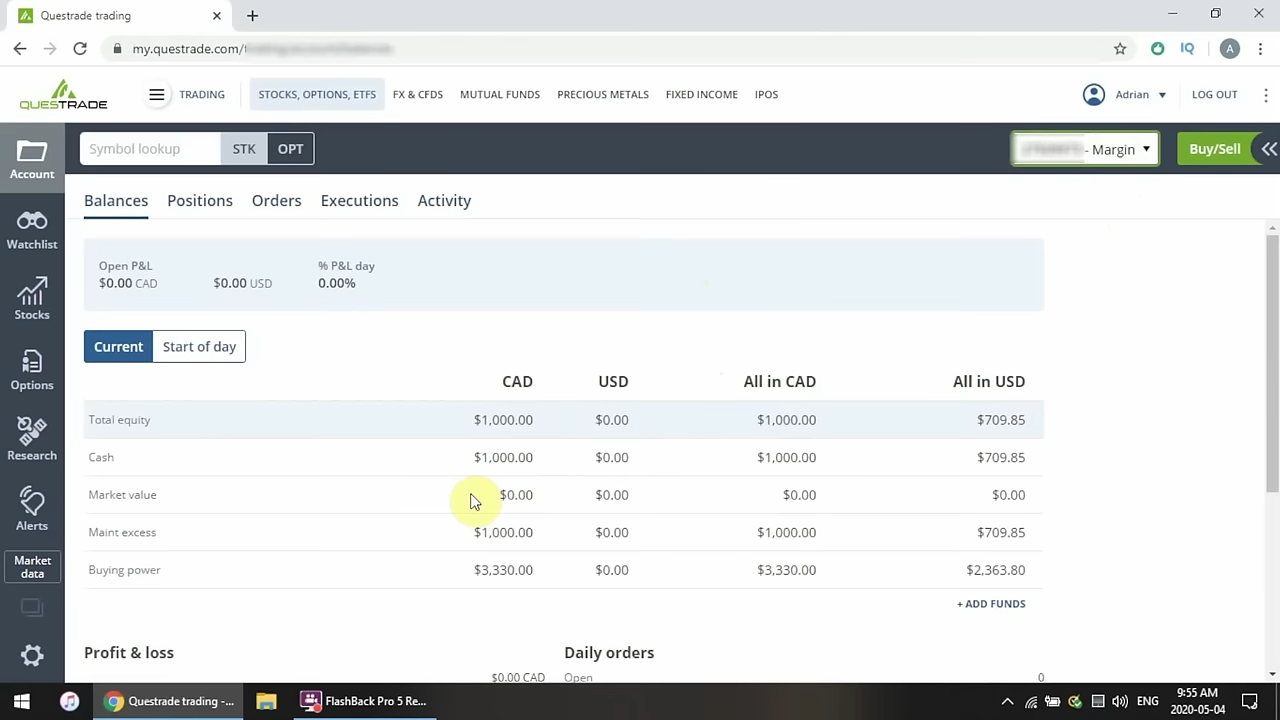 Questrade trading
my.questrade.com/
QUESTRADE
TRADING
STOCKS, OPTIONS, ETFS
FX & CFDS
MUTUAL FUNDS
PRECIOUS METALS
FIXED INCOME
IPOS
Adrian
LOG OUT
Account
Symbol lookup
STK
OPT
- Margin
Buy/Sell
Balances
Positions
Orders
Executions
Activity
Watchlist
Stocks
Options
Research
Alerts
Market
data
Open P&L
% P&L day
$0.00 CAD
$0.00 USD
0.00%
Current
Start of day
CAD USD All in CAD All in USD
Total equity $1,000.00 $0.00 $1,000.00 $709.85
Cash $1,000.00 $0.00 $1,000.00 $709.85
Market value $0.00 $0.00 $0.00 $0.00
Maint excess $1,000.00 $0.00 $1,000.00 $709.85
Buying power $3,330.00 $0.00 $3,330.00 $2,363.80
+ ADD FUNDS
Profit & loss
Daily orders
$0.00 CAD
Open 0
Questrade trading -...
FlashBack Pro 5 Re...
ENG
9:55 AM
2020-05-04
A
IQ